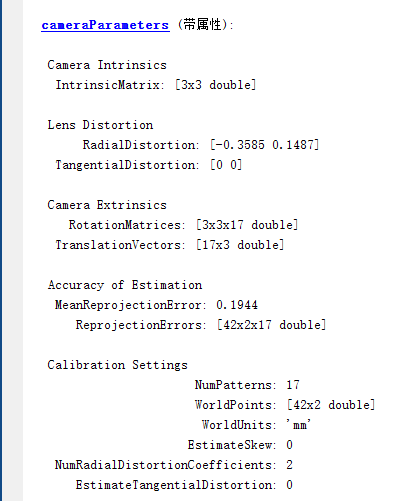 cameraParameters (带属性):
Camera Intrinsics
IntrinsicMatrix: [3x3 double]
Lens Distortion
RadialDistortion: [-0.3585 0.1487]
TangentialDistortion: [0 0]
Camera Extrinsics
RotationMatrices: [3x3x17 double]
TranslationVectors: [17x3 double]
Accuracy of Estimation
MeanReprojectionError: 0.1944
ReprojectionErrors: [42x2x17 double]
Calibration Settings
NumPatterns: 17
WorldPoints: [42x2 double]
WorldUnits: 'mm'
EstimateSkew: 0
NumRadialDistortionCoefficients: 2
EstimateTangentialDistortion: 0